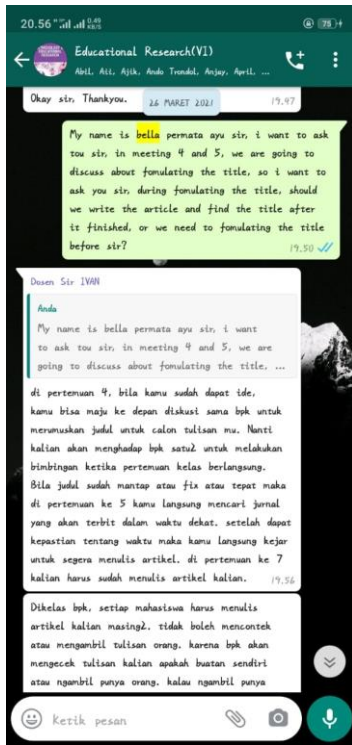 20.56
0.49
KB/S
75
Educational Research(VI)
Abil, Ail, Ajik, Ando Trondol, Anjay, April, ...
Okay sir, Thankyou.
19.47
26 MARET 2021
My name is bella permata ayu sir, i want to ask
tou sir, in meeting 4 and 5, we are going to
discuss about fomulating the title, so i want to
ask you sir, during fomulating the title, should
we write the article and find the title after
it finished, or we need to fomulating the title
before sir?
19.50
Dosen Sir IVAN
Anda
My name is bella permata ayu sir, i want
to ask tou sir, in meeting 4 and 5, we are
going to discuss about fomulating the title, ...
di pertemuan 4, bila kamu sudah dapat ide,
kamu bisa maju ke depan diskusi sama bpk untuk
merumuskan judul untuk calon tulisan mu. Nanti
kalian akan menghadap bpk satu2 untuk melakukan
bimbingan ketika pertemuan kelas berlangsung.
Bila judul sudah mantap atau fix atau tepat maka
di pertemuan ke 5 kamu langsung mencari jurnal
yang akan terbit dalam waktu dekat. setelah dapat
kepastian tentang waktu maka kamu langsung kejar
untuk segera menulis artikel. di pertemuan ke 7
kalian harus sudah menulis artikel kalian.
19.56
Dikelas bpk, setiap mahasiswa harus menulis
artikel kalian masing2. tidak boleh mencontek
atau mengambil tulisan orang. karena bpk akan
mengecek tulisan kalian apakah buatan sendiri
atau ngambil punya orang. kalau ngambil punya
Ketik pesan